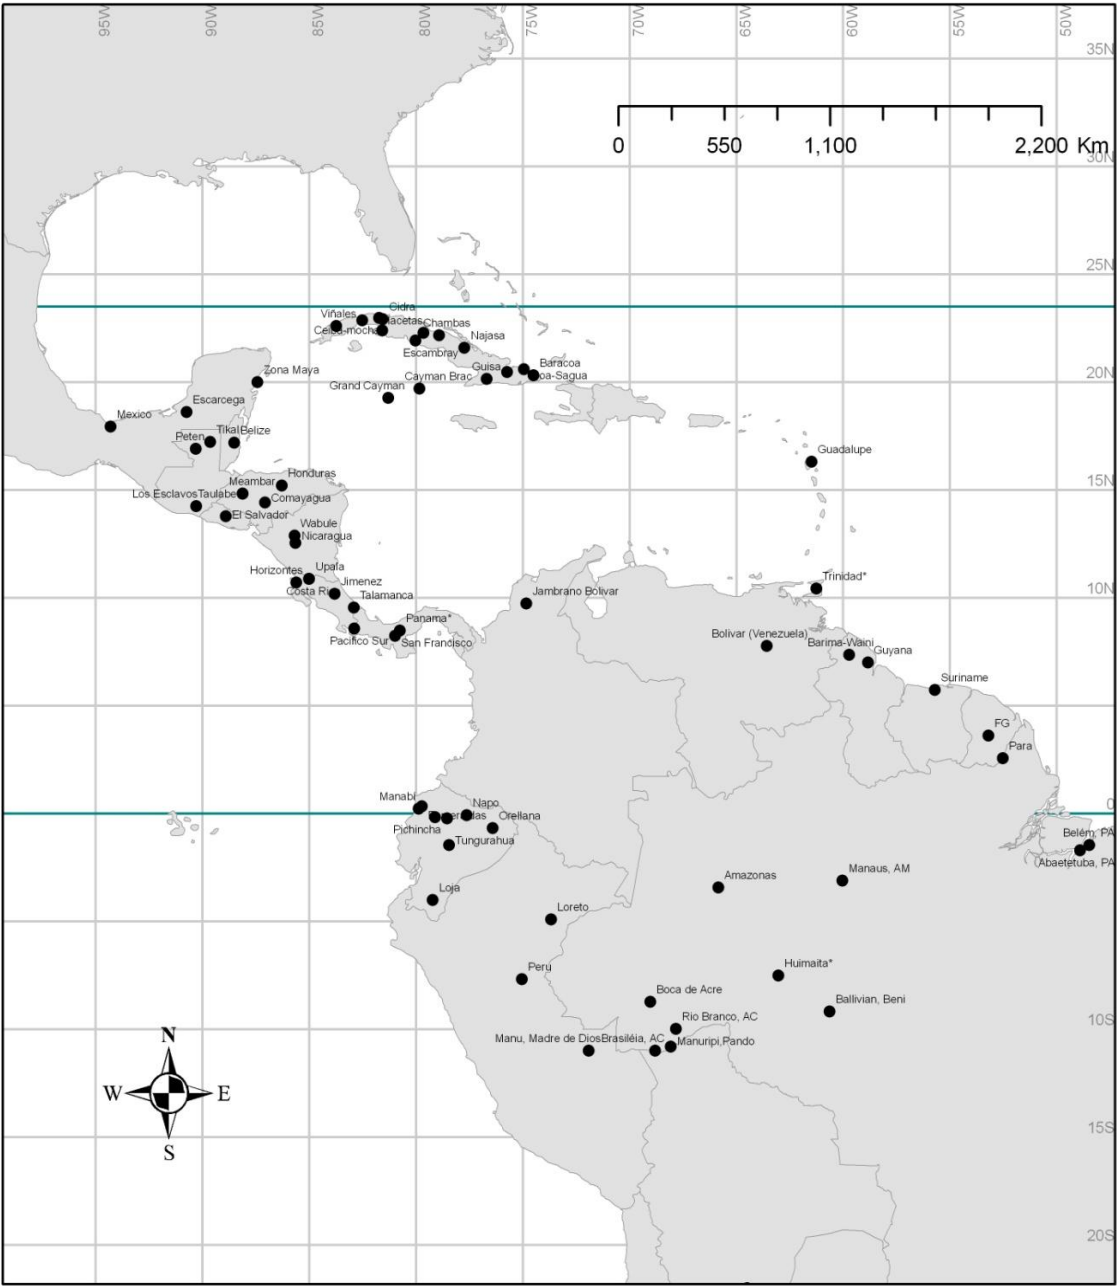 95W 90W 85W 80W 75W 70W 65W 60W 55W 50W
35N
0 550 1,100 2,200 Km
30N
25N
Cidra
Viñales
Chambas
Najasa
Escambray
Guisa
Baracoa
Cayman Brac
Zona Maya
20N
Grand Cayman
Escarcega
Mexico
Peten
Tikal
Belize
Guadalupe
Honduras
Meambar
15N
Los Esclavos
Taulabe
Comayagua
El Salvador
Wabule
Nicaragua
Upala
Horizontes
Jimenez
Trinidad*
Talamanca
Jambrano Bolivar
10N
Panama*
Pacifico Sur
San Francisco
Bolivar (Venezuela)
Barima-Waini
Guyana
Suriname
FG
Para
Manabí
Napo
0
Orellana
Pichincha
Tungurahua
Belém, PA
(Abaetetuba, PA
Manaus, AM
Amazonas
Loja
Loreto
Peru
Huimaita*
Boca de Acre
Ballivian, Beni
Rio Branco, AC
10S
Manu, Madre de Dios
Brasiléia, AC
Manuripi,Pando
N
W E
S
15S
20S